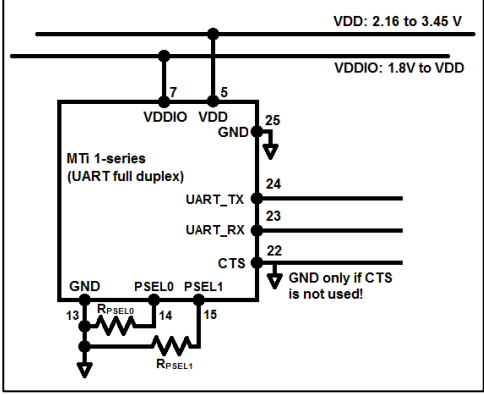 VDD: 2.16 to 3.45 V
VDDIO: 1.8V to VDD
7 5
VDDIO VDD
25
GND
MTi 1-series
(UART full duplex)
24
UART_TX
23
UART_RX
22
CTS
GND only if CTS
is not used!
GND PSEL0 PSEL1
13 14 15
RPSEL0
RPSEL1